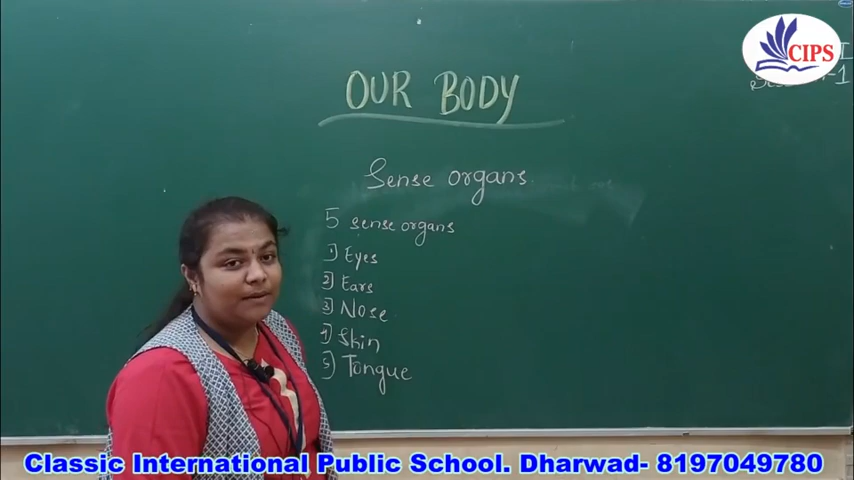 CIPS
OUR BODY
Sense organs
5 sense organs
1) Eyes
2) Ears
3) Nose
4) Skin
5) Tongue
Classic International Public School. Dharwad- 8197049780